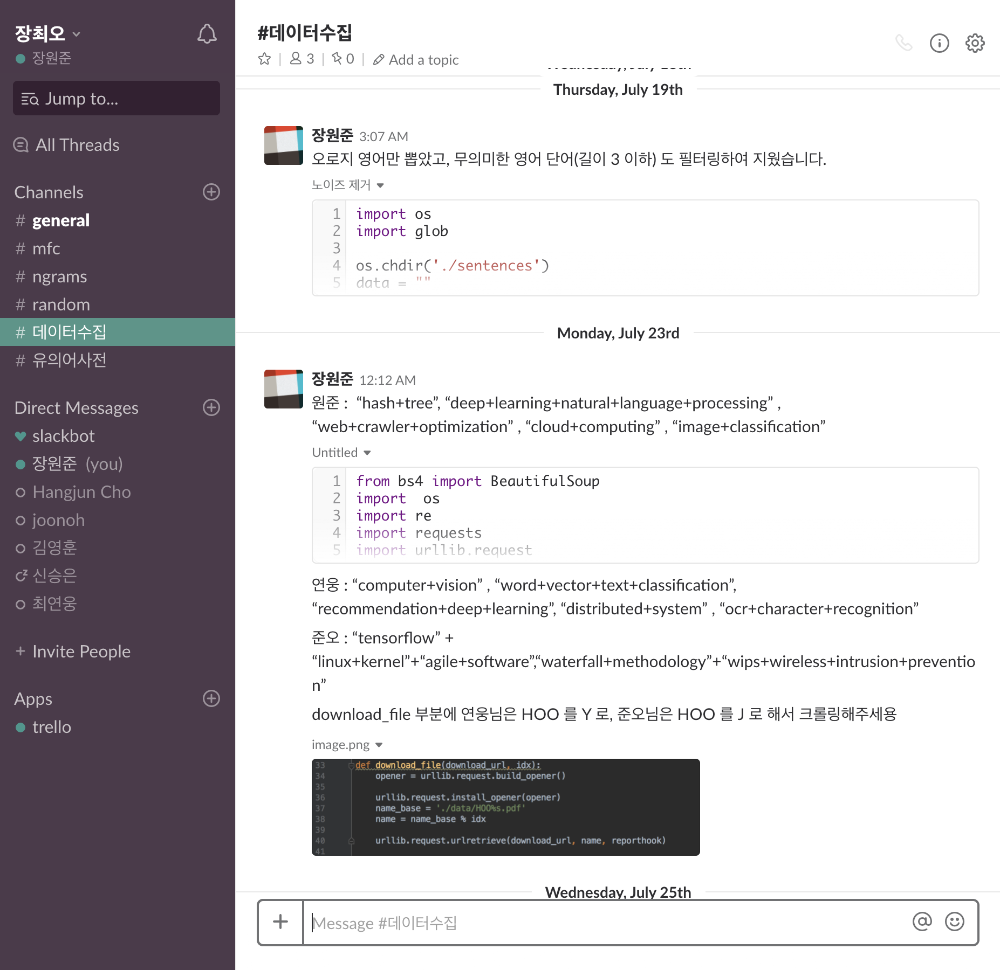 장최오
장원준
Jump to...
All Threads
Channels
# general
# mfc
# ngrams
# random
# 데이터수집
# 유의어사전
Direct Messages
slackbot
장원준 (you)
Hangjun Cho
joonoh
김영훈
신승은
최연웅
+ Invite People
Apps
trello
#데이터수집
3 | 0 | Add a topic
Thursday, July 19th
장원준 3:07 AM
오로지 영어만 뽑았고, 무의미한 영어 단어(길이 3 이하) 도 필터링하여 지웠습니다.
노이즈 제거
1 import os
2 import glob
3
4 os.chdir('./sentences')
5 data = ""
Monday, July 23rd
장원준 12:12 AM
원준 : “hash+tree”, “deep+learning+natural+language+processing” ,
“web+crawler+optimization” , “cloud+computing” , “image+classification”
Untitled
1 from bs4 import BeautifulSoup
2 import  os
3 import re
4 import requests
5 import urllib.request
연웅 : “computer+vision” , “word+vector+text+classification”,
“recommendation+deep+learning”, “distributed+system” , “ocr+character+recognition”
준오 : “tensorflow” +
“linux+kernel”+“agile+software”,“waterfall+methodology”+“wips+wireless+intrusion+preventio
n”
download_file 부분에 연웅님은 HOO 를 Y 로, 준오님은 HOO 를 J 로 해서 크롤링해주세용
image.png
33 def download_file(download_url, idx):
34 opener = urllib.request.build_opener()
35
36 urllib.request.install_opener(opener)
37 name_base = './data/HOO%s.pdf'
38 name = name_base % idx
39
40 urllib.request.urlretrieve(download_url, name, reporthook)
41
Wednesday, July 25th
Message #데이터수집